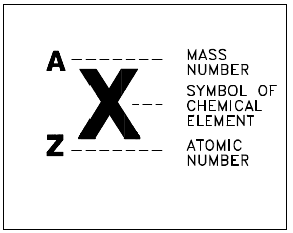 A MASS
NUMBER
X SYMBOL OF
CHEMICAL
ELEMENT
Z ATOMIC
NUMBER